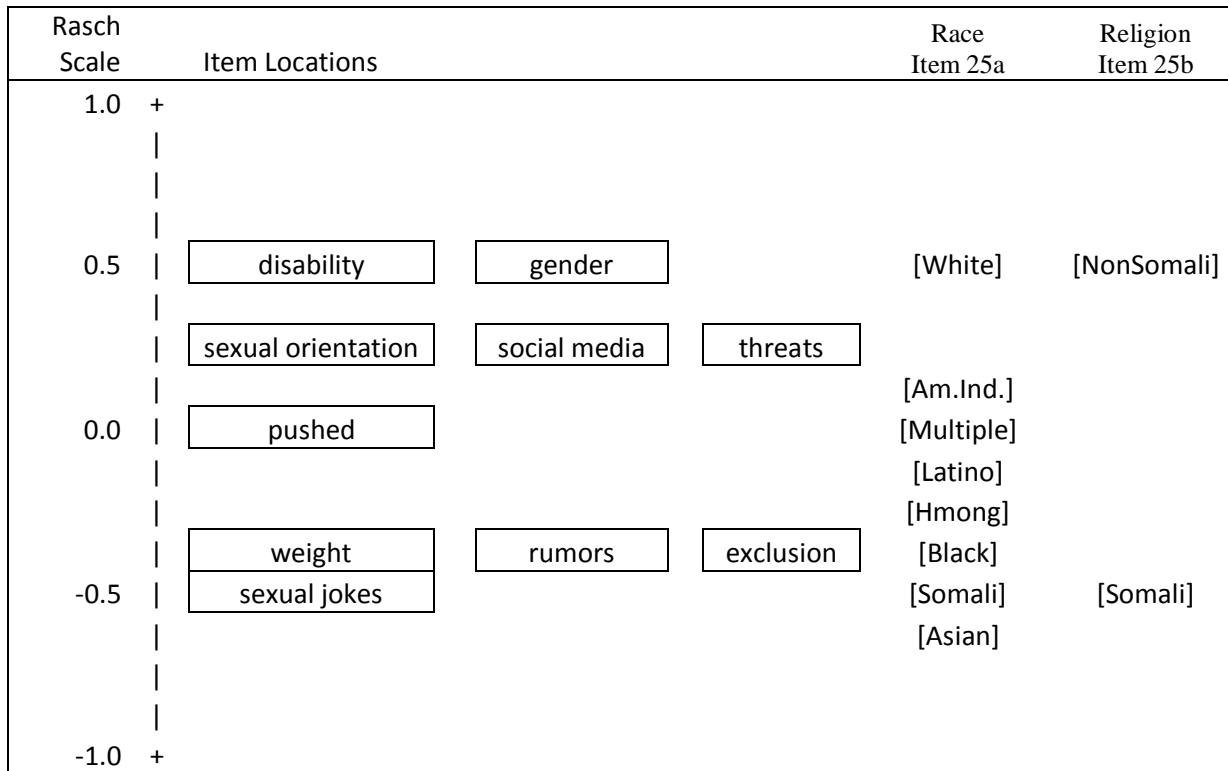 Rasch Race Religion
Scale Item Locations Item 25a Item 25b
1.0 +
|
|
|
0.5 | disability gender [White] [NonSomali]
|
| sexual orientation social media threats
| [Am.Ind.]
0.0 | pushed [Multiple]
| [Latino]
| [Hmong]
| weight rumors exclusion [Black]
-0.5 | sexual jokes [Somali] [Somali]
| [Asian]
|
|
-1.0 +